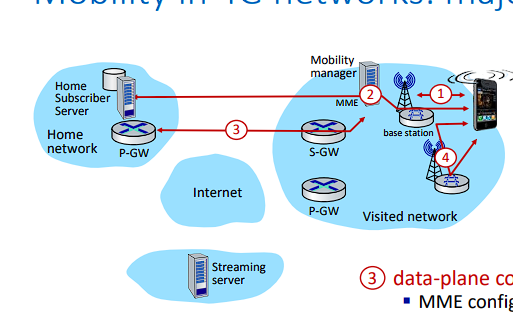 Mobility in 4G networks: major
Mobility
manager
Home
Subscriber
Server
MME
2
1
base station
Home
network
P-GW
3
S-GW
4
Internet
P-GW
Visited network
Streaming
server
3 data-plane co
MME config